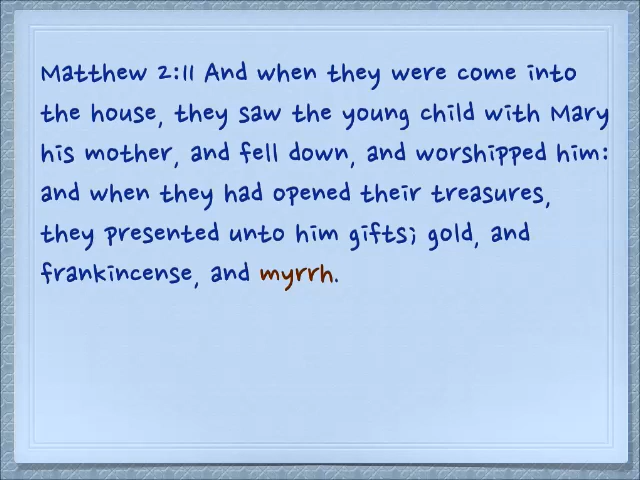 Matthew 2:11 And when they were come into
the house, they saw the young child with Mary
his mother, and fell down, and worshipped him:
and when they had opened their treasures,
they presented unto him gifts; gold, and
frankincense, and myrrh.